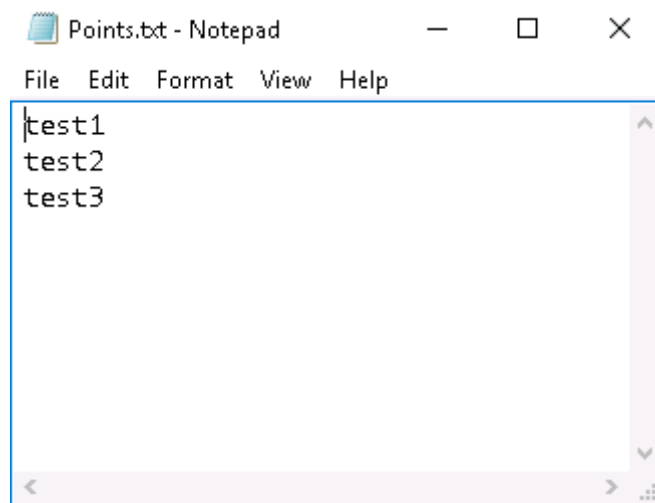 Points.txt - Notepad
File Edit Format View Help
test1
test2
test3